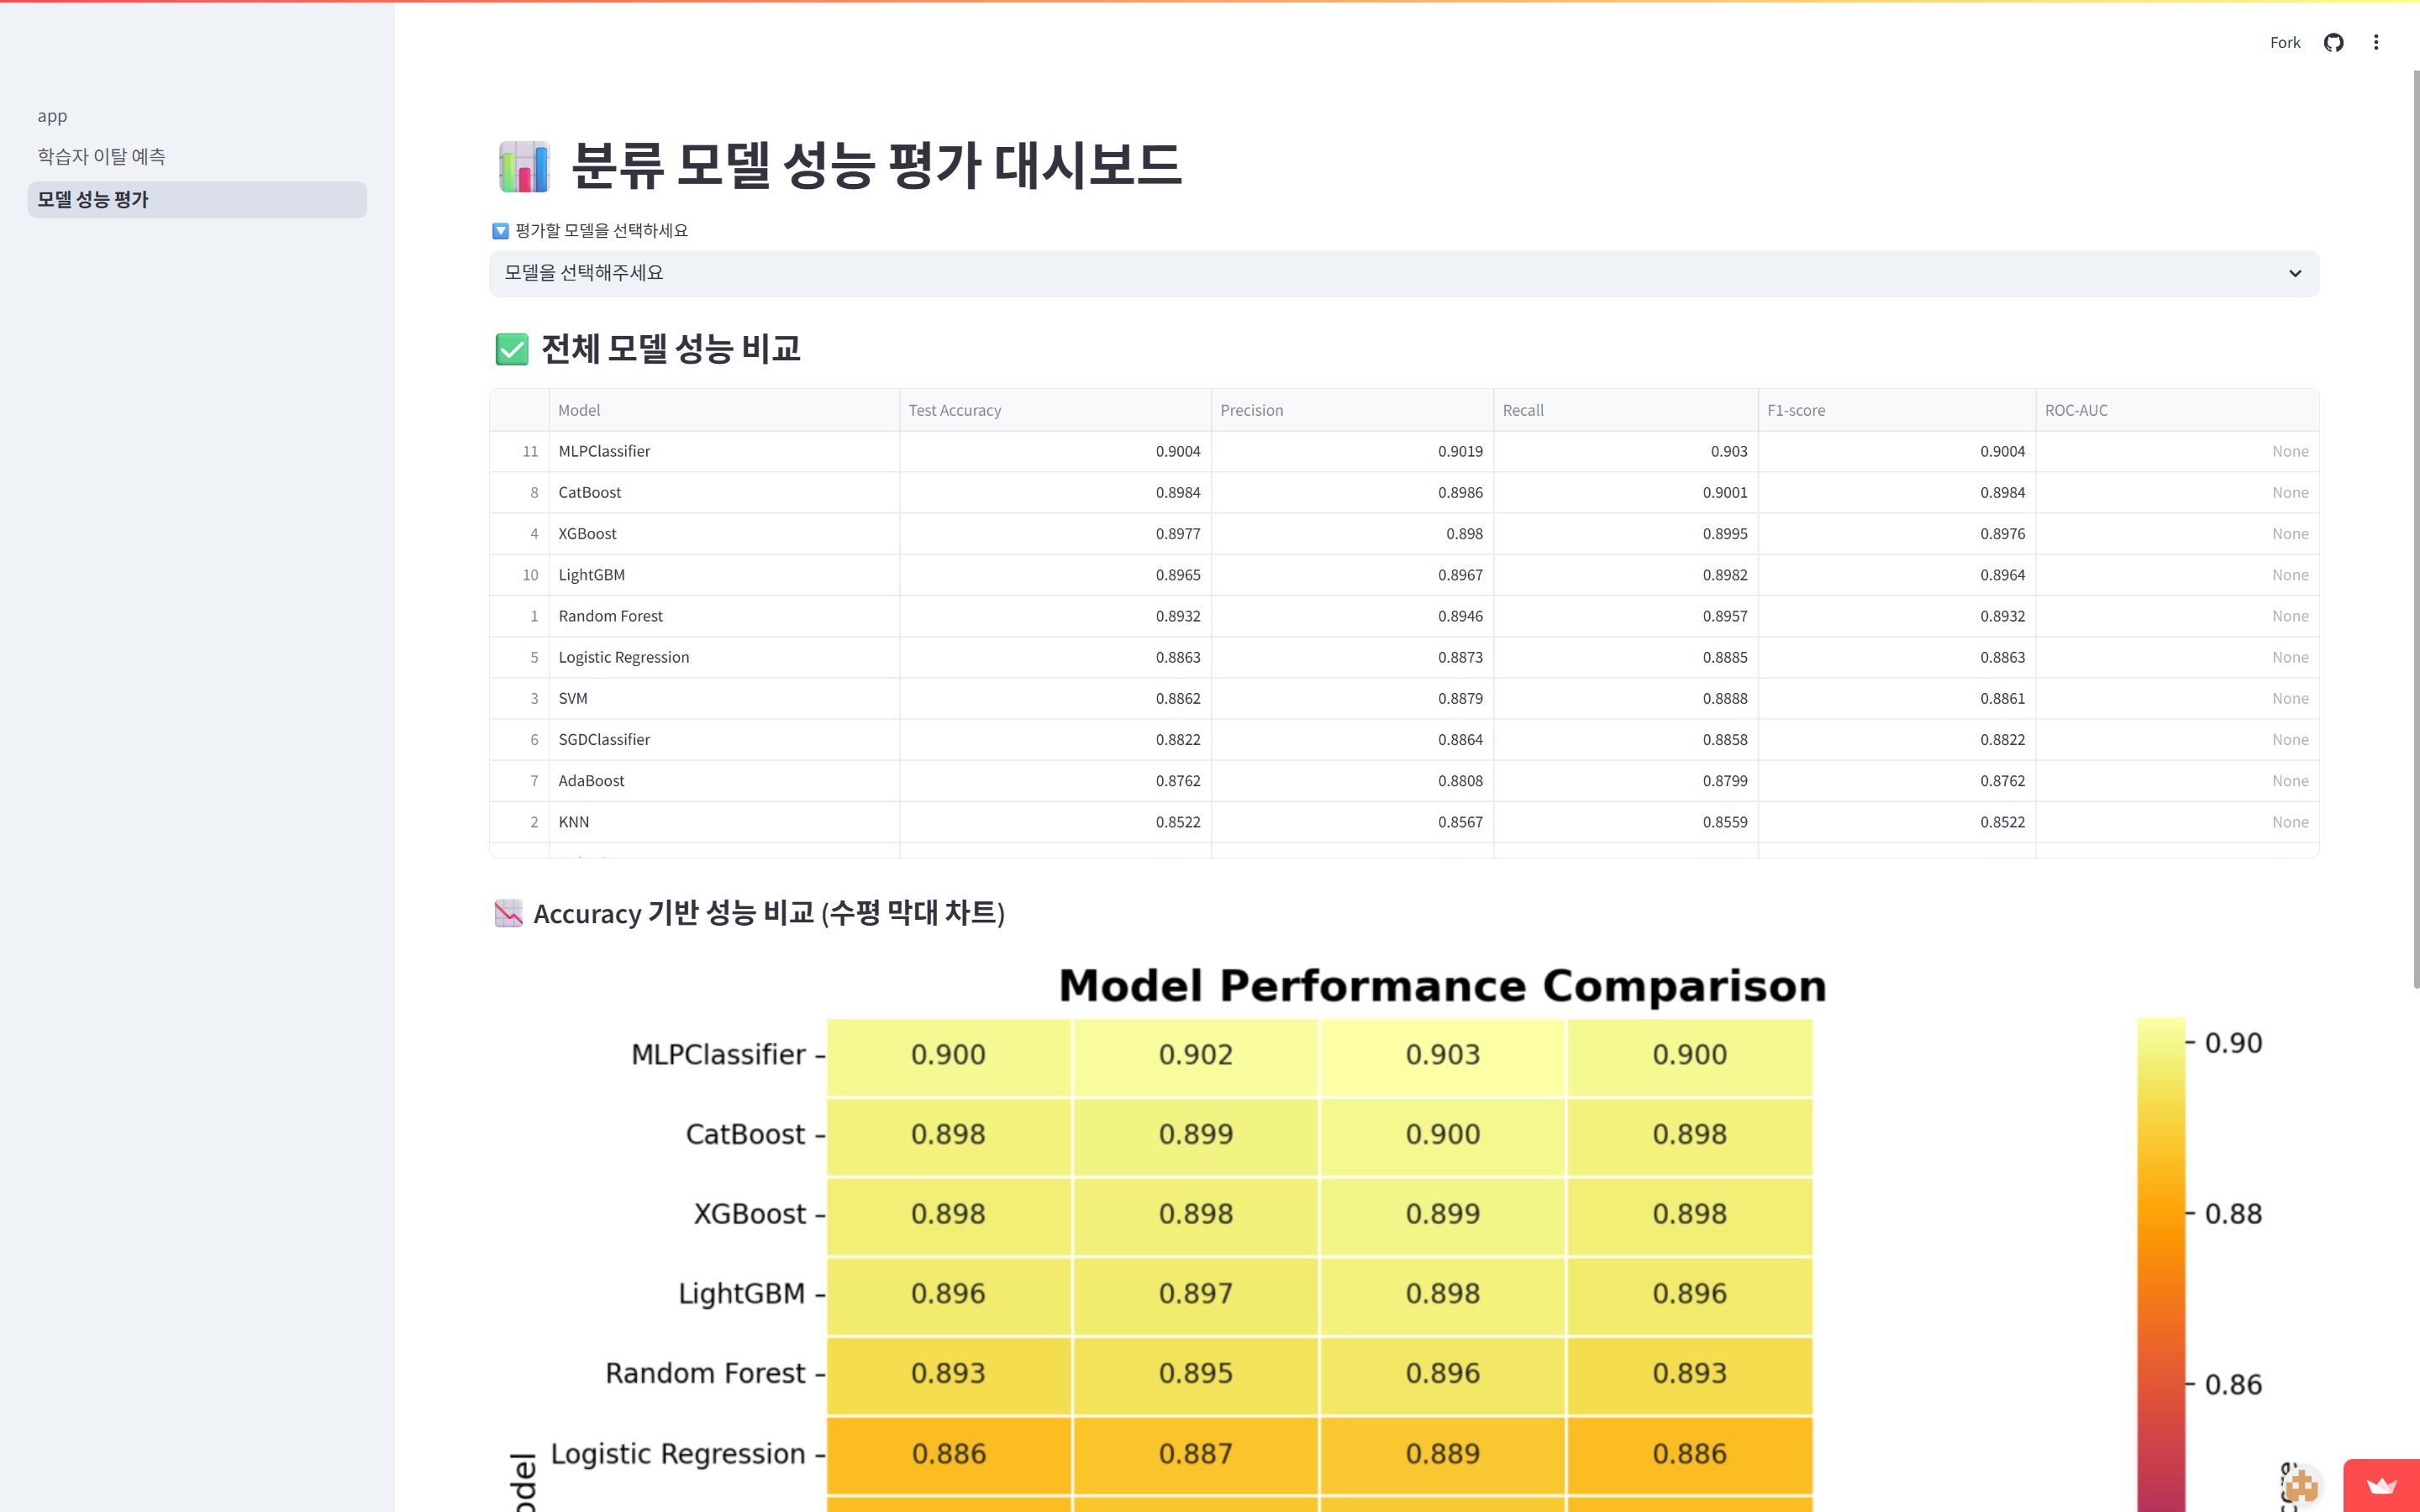 Fork
app
학습자 이탈 예측
모델 성능 평가
분류 모델 성능 평가 대시보드
평가할 모델을 선택하세요
모델을 선택해주세요
전체 모델 성능 비교
Model Test Accuracy Precision Recall F1-score ROC-AUC
11 MLPClassifier 0.9004 0.9019 0.903 0.9004 None
8 CatBoost 0.8984 0.8986 0.9001 0.8984 None
4 XGBoost 0.8977 0.898 0.8995 0.8976 None
10 LightGBM 0.8965 0.8967 0.8982 0.8964 None
1 Random Forest 0.8932 0.8946 0.8957 0.8932 None
5 Logistic Regression 0.8863 0.8873 0.8885 0.8863 None
3 SVM 0.8862 0.8879 0.8888 0.8861 None
6 SGDClassifier 0.8822 0.8864 0.8858 0.8822 None
7 AdaBoost 0.8762 0.8808 0.8799 0.8762 None
2 KNN 0.8522 0.8567 0.8559 0.8522 None
Accuracy 기반 성능 비교 (수평 막대 차트)
Model Performance Comparison
MLPClassifier 0.900 0.902 0.903 0.900 0.90
CatBoost 0.898 0.899 0.900 0.898
XGBoost 0.898 0.898 0.899 0.898 0.88
LightGBM 0.896 0.897 0.898 0.896
Random Forest 0.893 0.895 0.896 0.893 0.86
Logistic Regression 0.886 0.887 0.889 0.886